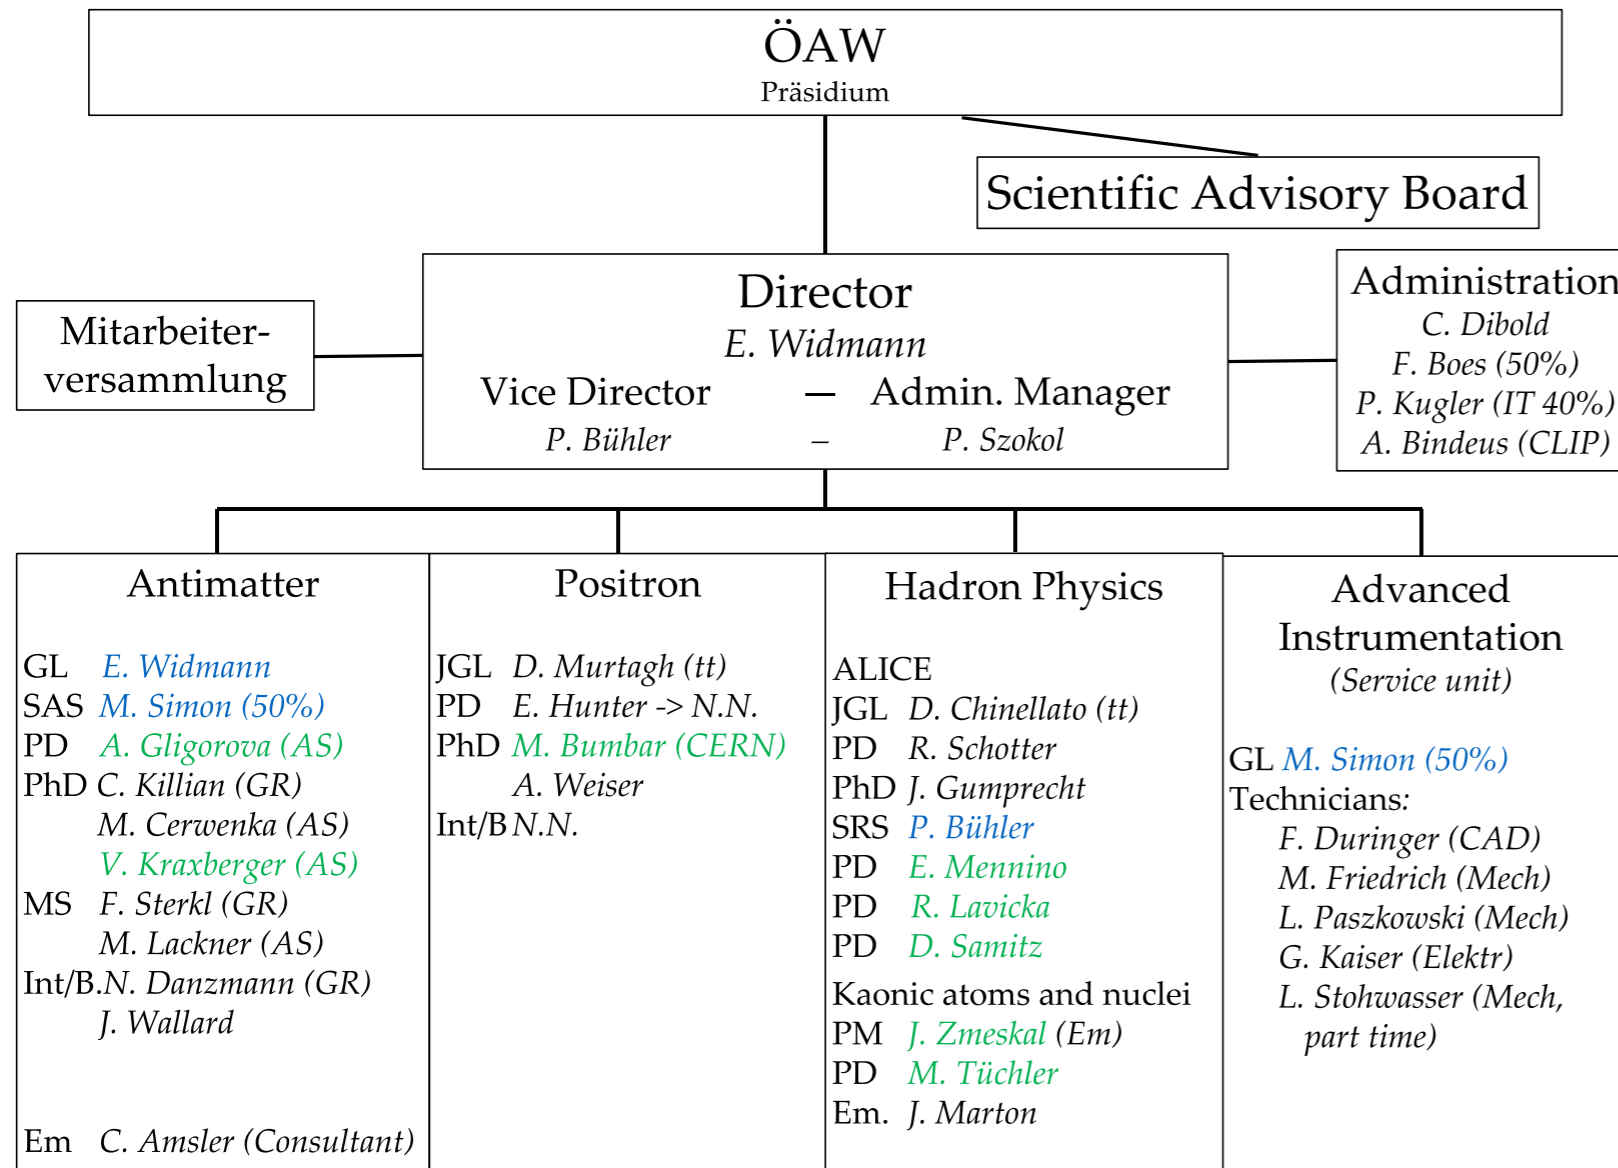 ÖAW
Präsidium
Scientific Advisory Board
Mitarbeiter-
versammlung
Director
E. Widmann
Vice Director — Admin. Manager
P. Bühler – P. Szokol
Administration
C. Dibold
F. Boes (50%)
P. Kugler (IT 40%)
A. Bindeus (CLIP)
Antimatter
GL E. Widmann
SAS M. Simon (50%)
PD A. Gligorova (AS)
PhD C. Killian (GR)
M. Cerwenka (AS)
V. Kraxberger (AS)
MS F. Sterkl (GR)
M. Lackner (AS)
Int/B. N. Danzmann (GR)
J. Wallard
Em C. Amsler (Consultant)
Positron
JGL D. Murtagh (tt)
PD E. Hunter -> N.N.
PhD M. Bumbar (CERN)
A. Weiser
Int/B N.N.
Hadron Physics
ALICE
JGL D. Chinellato (tt)
PD R. Schotter
PhD J. Gumprecht
SRS P. Bühler
PD E. Mennino
PD R. Lavicka
PD D. Samitz
Kaonic atoms and nuclei
PM J. Zmeskal (Em)
PD M. Tüchler
Em. J. Marton
Advanced
Instrumentation
(Service unit)
GL M. Simon (50%)
Technicians:
F. Duringer (CAD)
M. Friedrich (Mech)
L. Paszkowski (Mech)
G. Kaiser (Elektr)
L. Stohwasser (Mech,
part time)